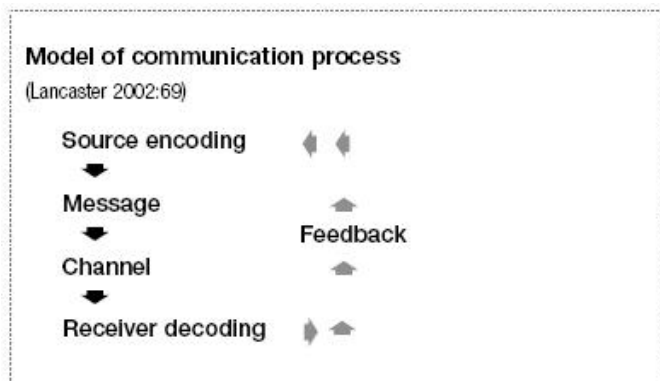 Model of communication process
(Lancaster 2002:69)
Source encoding
Message
Feedback
Channel
Receiver decoding